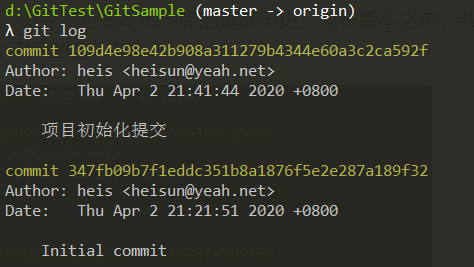 d:\GitTest\GitSample (master -> origin)
λ git log
commit 109d4e98e42b908a311279b4344e60a3c2ca592f
Author: heis <heisun@yeah.net>
Date:   Thu Apr 2 21:41:44 2020 +0800
项目初始化提交
commit 347fb09b7f1eddc351b8a1876f5e2e287a189f32
Author: heis <heisun@yeah.net>
Date:   Thu Apr 2 21:21:51 2020 +0800
Initial commit